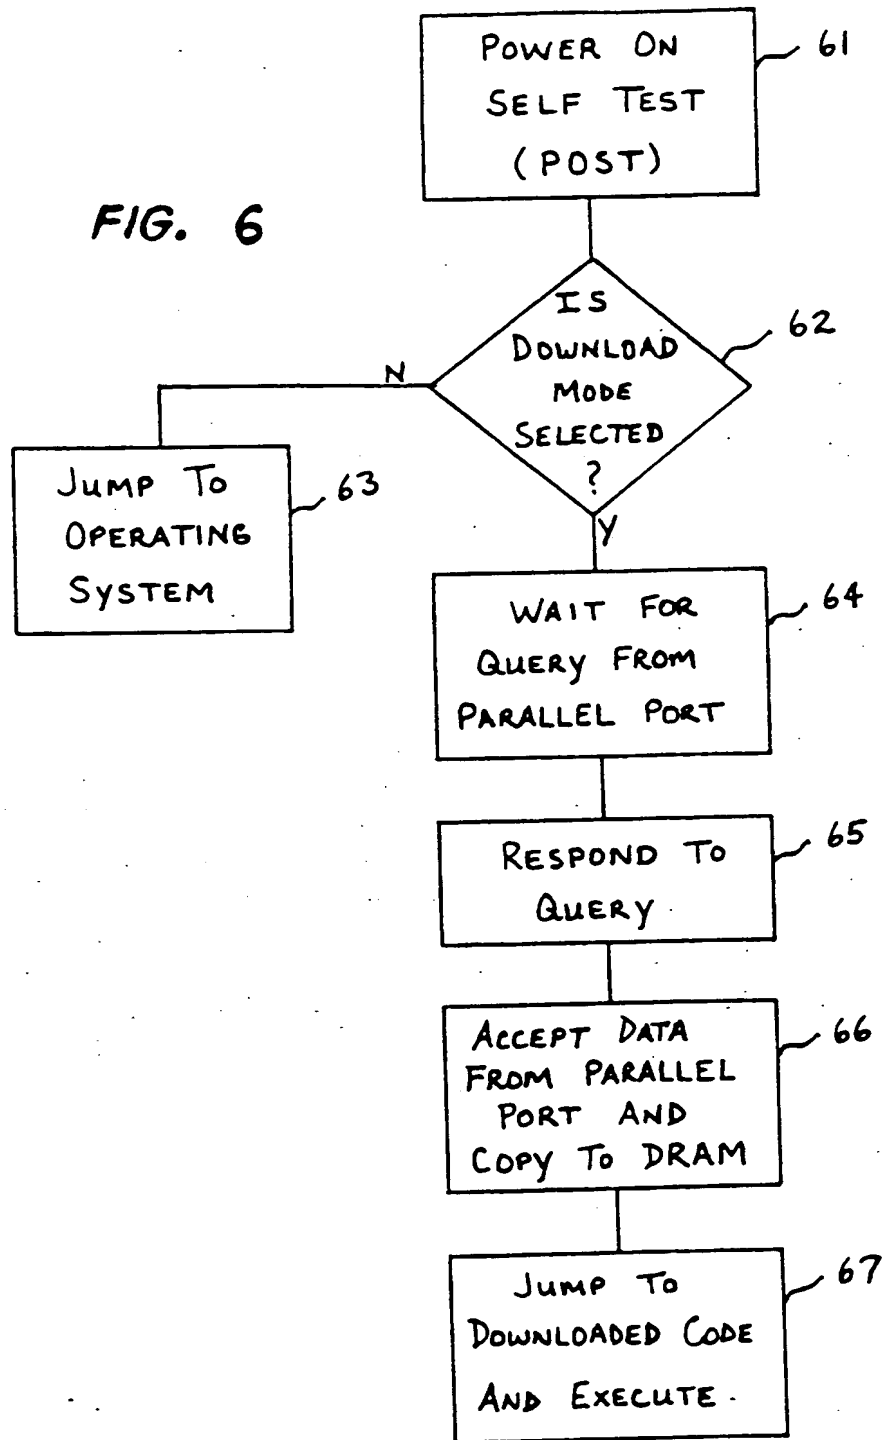 POWER ON
SELF TEST
(POST)
61
FIG. 6
IS
DOWNLOAD
MODE
SELECTED
?
62
N
Y
JUMP TO
OPERATING
SYSTEM
63
WAIT FOR
QUERY FROM
PARALLEL PORT
64
RESPOND TO
QUERY
65
ACCEPT DATA
FROM PARALLEL
PORT AND
COPY TO DRAM
66
JUMP TO
DOWNLOADED CODE
AND EXECUTE
67